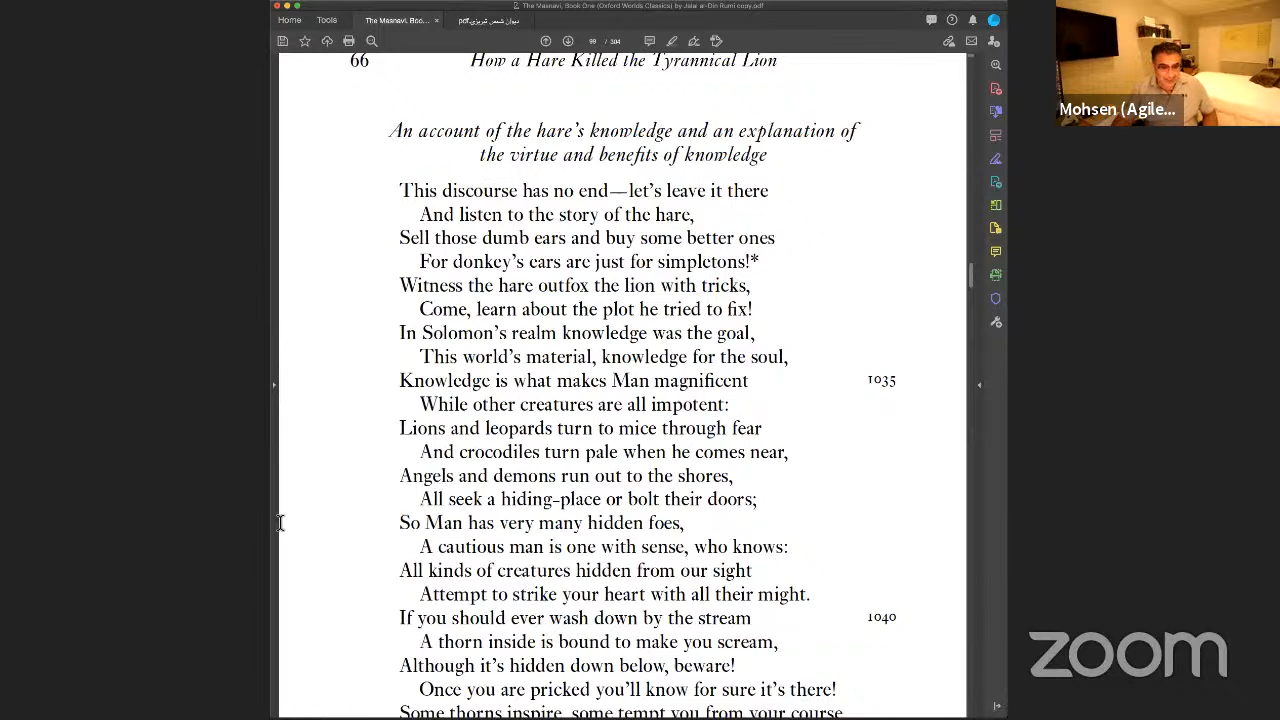 The Masnavi, Book One (Oxford Worlds Classics) by Jalal al-Din Rumi copy.pdf
Home Tools The Masnavi, Boo... × دیوان شمس تبریزی.pdf
99 / 304
66 How a Hare Killed the Tyrannical Lion
An account of the hare's knowledge and an explanation of
the virtue and benefits of knowledge
This discourse has no end—let's leave it there
And listen to the story of the hare,
Sell those dumb ears and buy some better ones
For donkey's ears are just for simpletons!*
Witness the hare outfox the lion with tricks,
Come, learn about the plot he tried to fix!
In Solomon's realm knowledge was the goal,
This world's material, knowledge for the soul,
Knowledge is what makes Man magnificent 1035
While other creatures are all impotent:
Lions and leopards turn to mice through fear
And crocodiles turn pale when he comes near,
Angels and demons run out to the shores,
All seek a hiding-place or bolt their doors;
So Man has very many hidden foes,
A cautious man is one with sense, who knows:
All kinds of creatures hidden from our sight
Attempt to strike your heart with all their might.
If you should ever wash down by the stream 1040
A thorn inside is bound to make you scream,
Although it's hidden down below, beware!
Once you are pricked you'll know for sure it's there!
Some thorns inspire, some tempt you from your course
Mohsen (Agile...
zoom